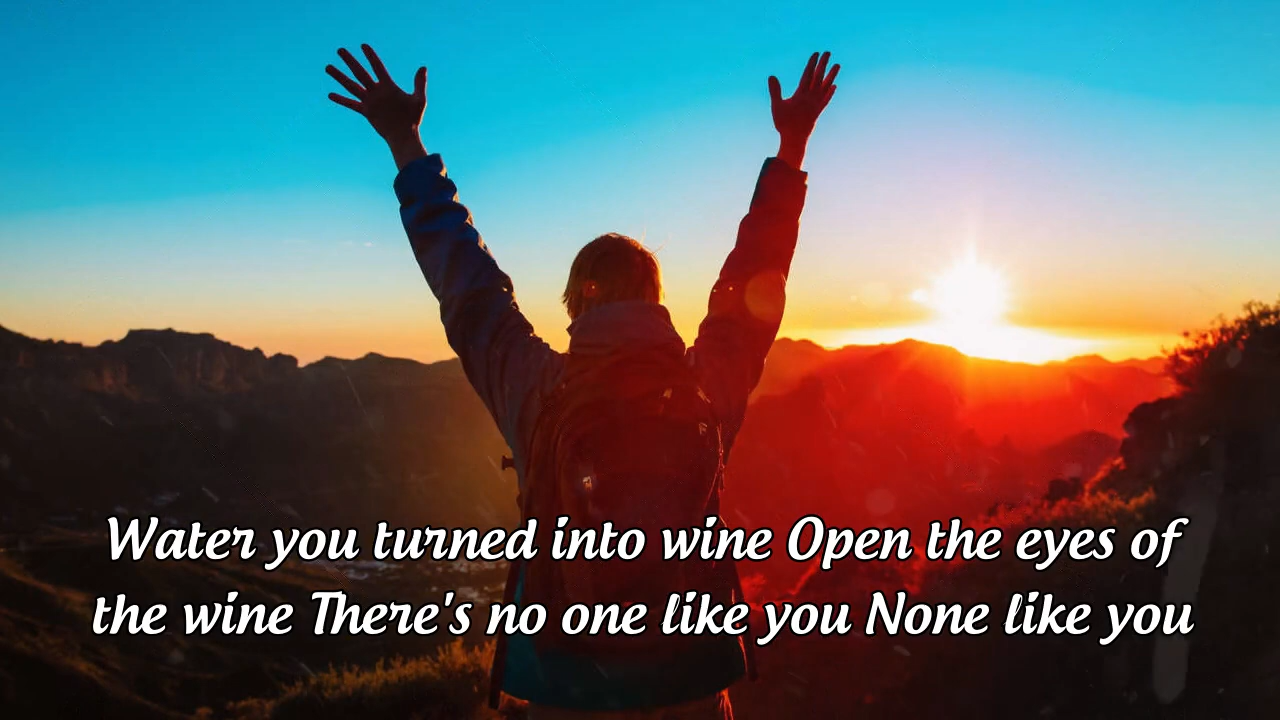 Water you turned into wine Open the eyes of
the wine There's no one like you None like you